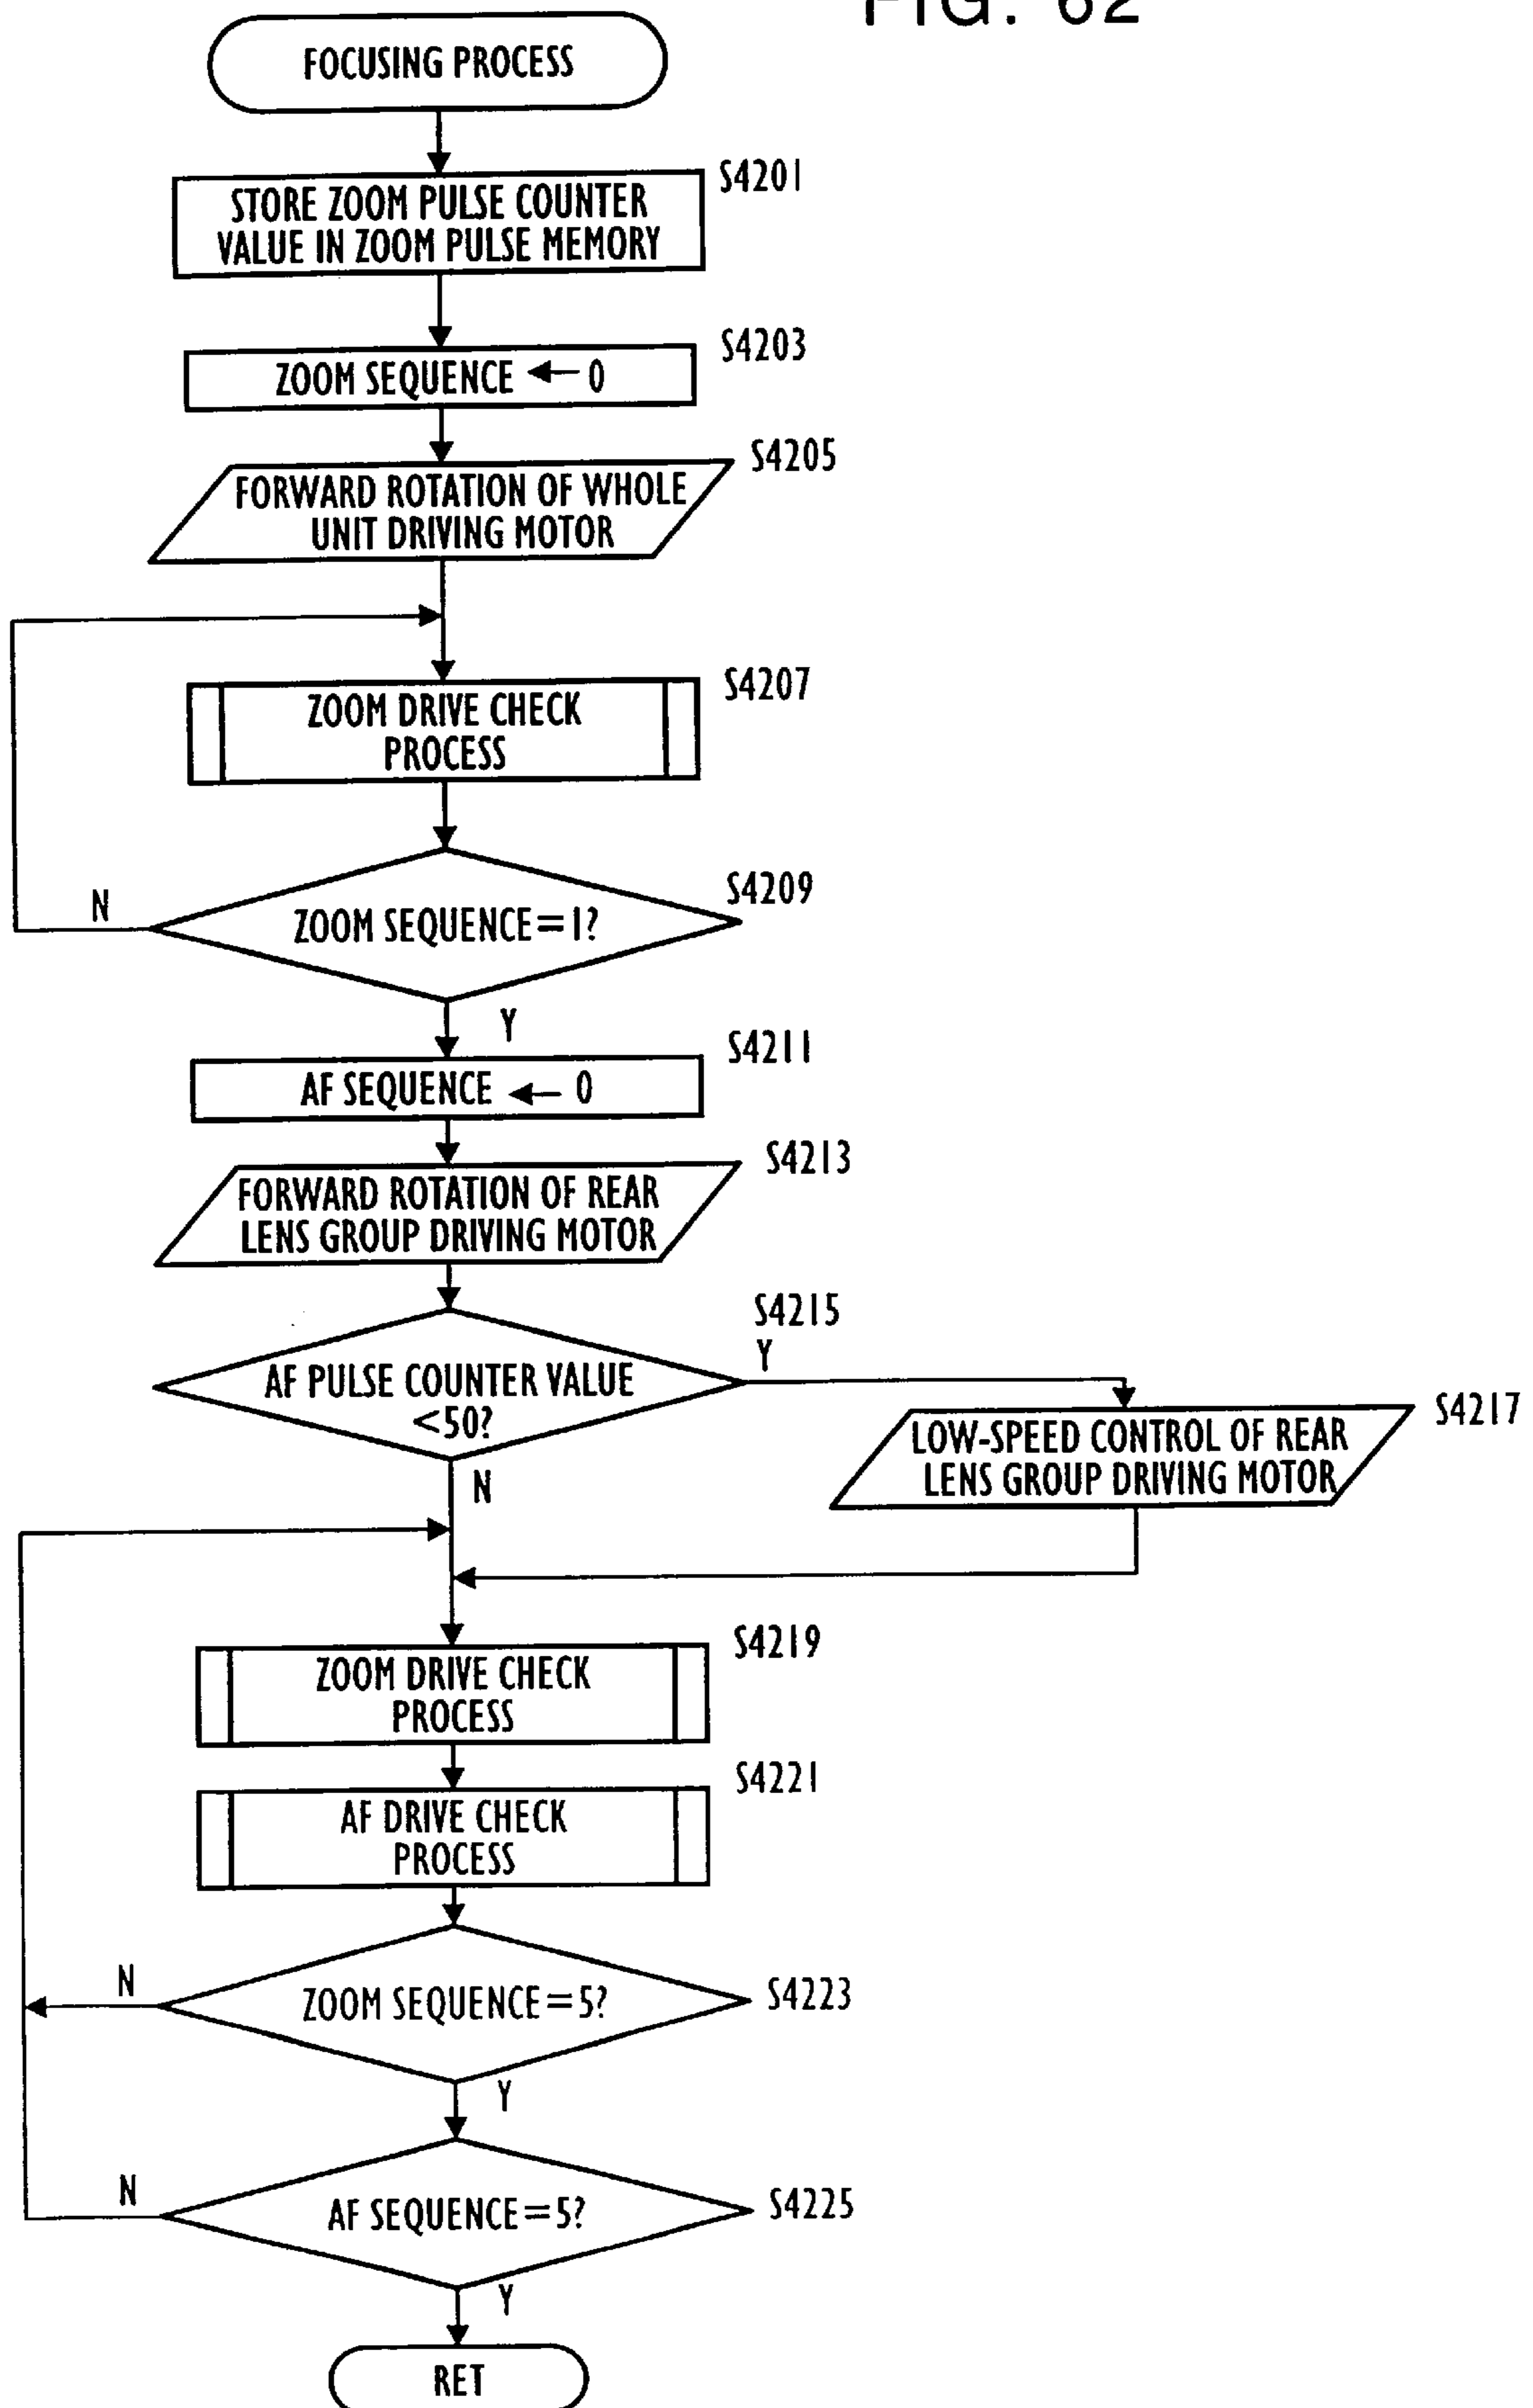 FIG. 62
FOCUSING PROCESS
S4201
STORE ZOOM PULSE COUNTER
VALUE IN ZOOM PULSE MEMORY
S4203
ZOOM SEQUENCE ← 0
S4205
FORWARD ROTATION OF WHOLE
UNIT DRIVING MOTOR
S4207
ZOOM DRIVE CHECK
PROCESS
S4209
N
ZOOM SEQUENCE=1?
Y
S4211
AF SEQUENCE ← 0
S4213
FORWARD ROTATION OF REAR
LENS GROUP DRIVING MOTOR
S4215
Y
AF PULSE COUNTER VALUE
<50?
S4217
LOW-SPEED CONTROL OF REAR
LENS GROUP DRIVING MOTOR
N
S4219
ZOOM DRIVE CHECK
PROCESS
S4221
AF DRIVE CHECK
PROCESS
N
ZOOM SEQUENCE=5?
S4223
Y
N
AF SEQUENCE=5?
S4225
Y
RET